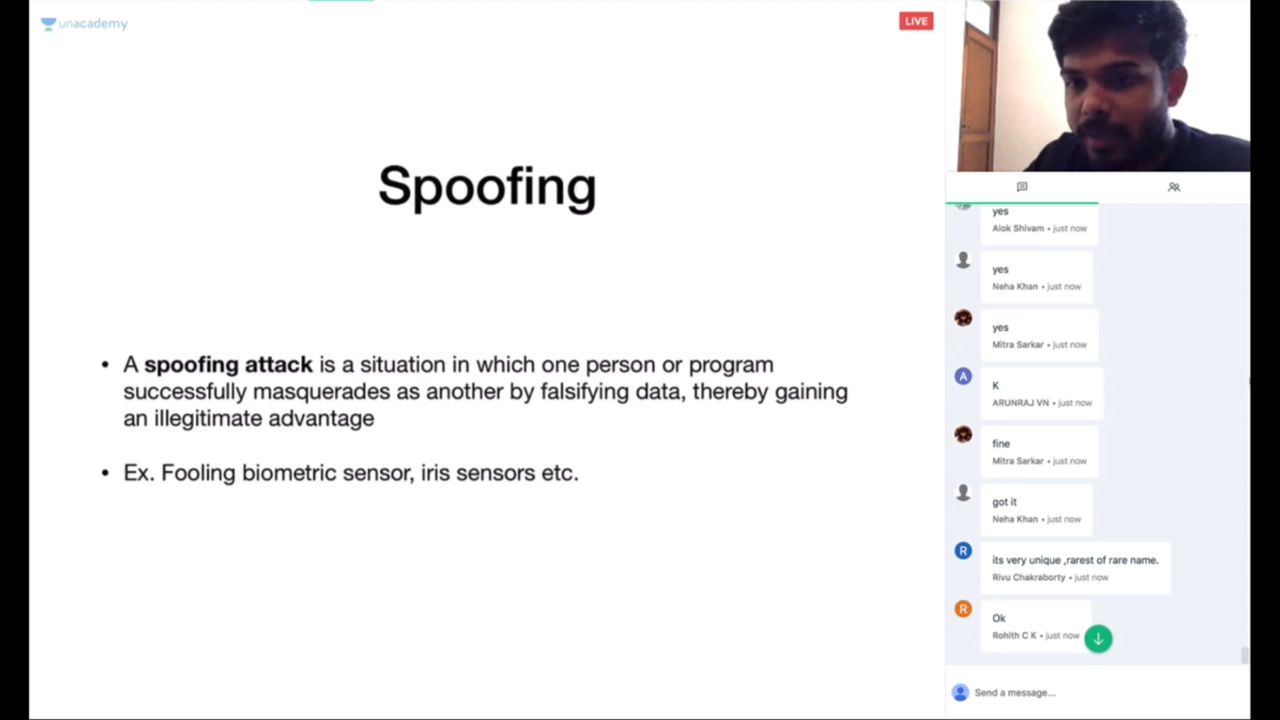 unacademy
LIVE
Spoofing
• A spoofing attack is a situation in which one person or program
successfully masquerades as another by falsifying data, thereby gaining
an illegitimate advantage
• Ex. Fooling biometric sensor, iris sensors etc.
yes
Alok Shivam • just now
yes
Neha Khan • just now
yes
Mitra Sarkar • just now
A
K
ARUNRAJ VN • just now
fine
Mitra Sarkar • just now
got it
Neha Khan • just now
R
its very unique ,rarest of rare name.
Rivu Chakraborty • just now
R
Ok
Rohith C K • just now
Send a message...